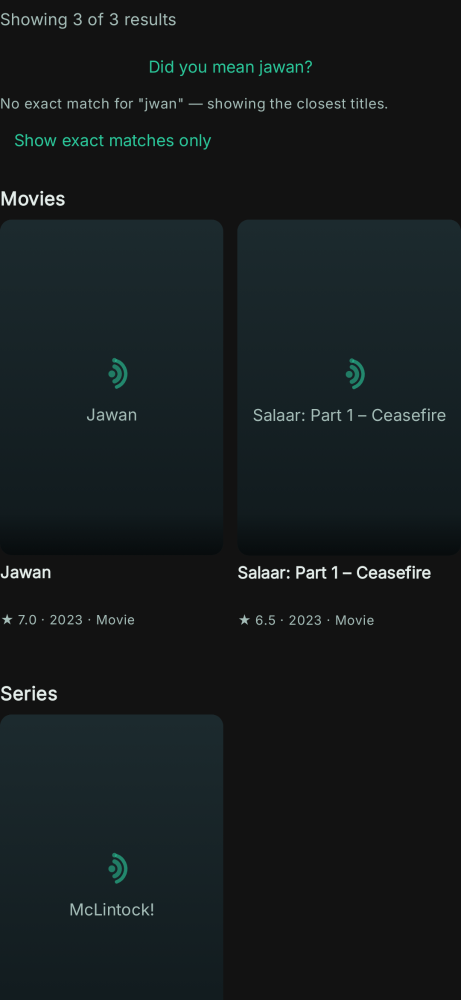 Showing 3 of 3 results
Did you mean jawan?
No exact match for "jwan" — showing the closest titles.
Show exact matches only
Movies
Jawan
Salaar: Part 1 – Ceasefire
Jawan
Salaar: Part 1 – Ceasefire
★ 7.0 · 2023 · Movie
★ 6.5 · 2023 · Movie
Series
McLintock!